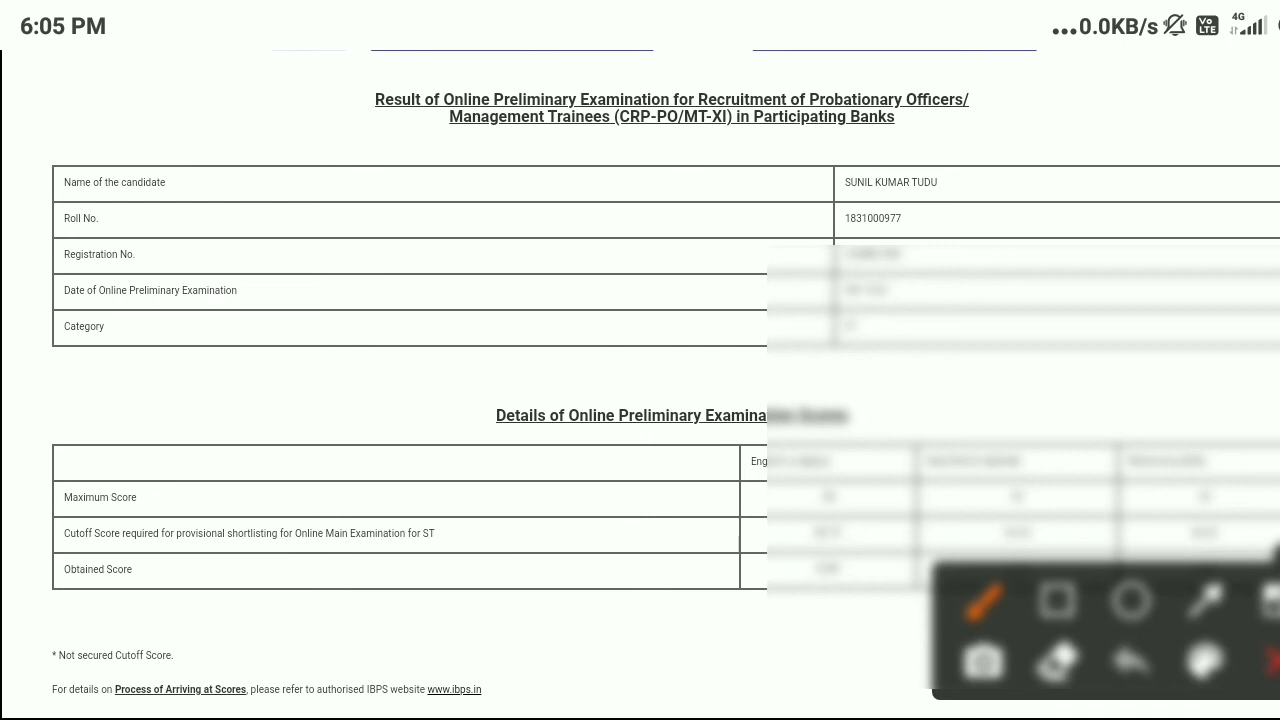 6:05 PM
...0.0KB/s
Vo LTE
4G
Result of Online Preliminary Examination for Recruitment of Probationary Officers/
Management Trainees (CRP-PO/MT-XI) in Participating Banks
Name of the candidate SUNIL KUMAR TUDU
Roll No. 1831000977
Registration No.
Date of Online Preliminary Examination
Category
Details of Online Preliminary Examina
Eng
Maximum Score
Cutoff Score required for provisional shortlisting for Online Main Examination for ST
Obtained Score
* Not secured Cutoff Score.
For details on Process of Arriving at Scores, please refer to authorised IBPS website www.ibps.in